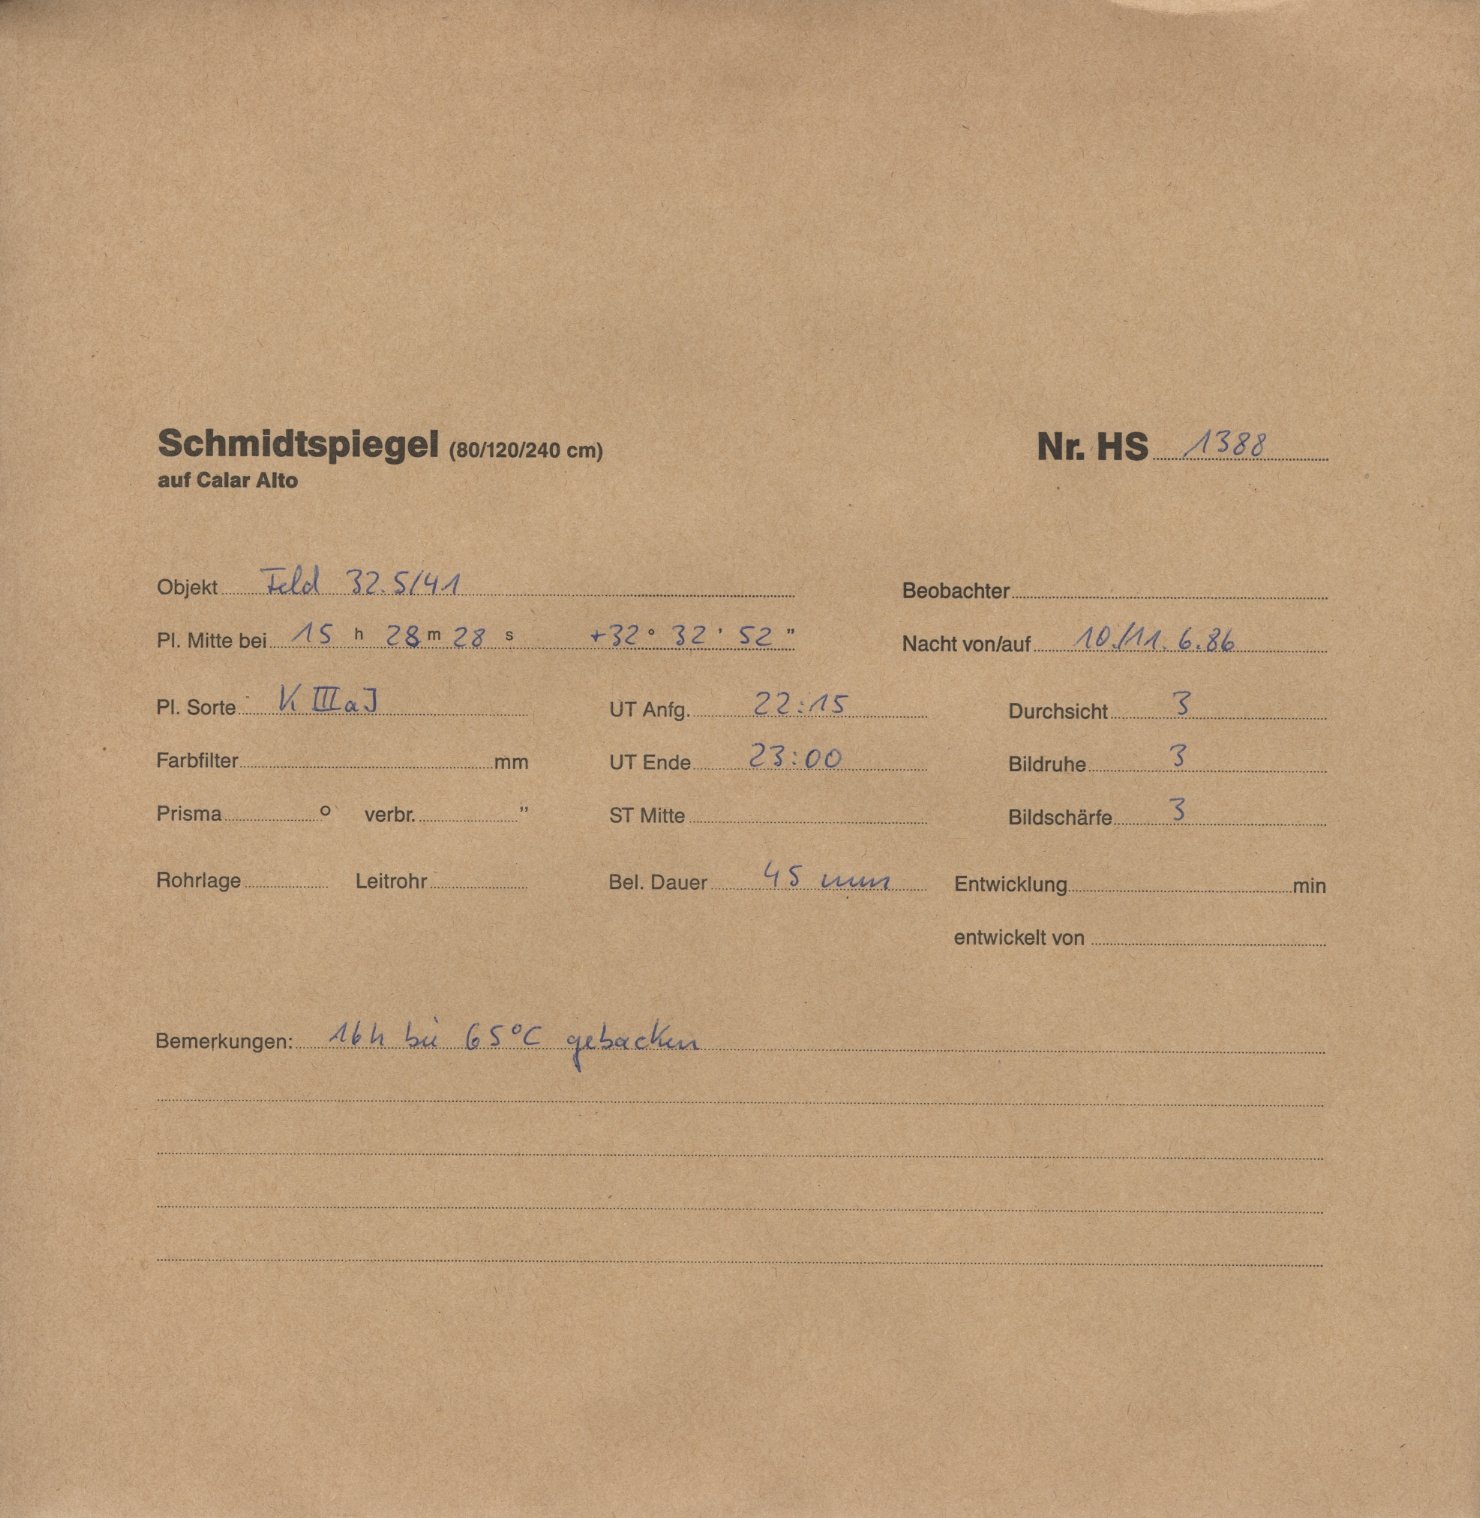 Schmidtspiegel (80/120/240 cm)
auf Calar Alto
Nr. HS 1388
Objekt Feld 32.5/41
Beobachter
Pl. Mitte bei 15 h 28 m 28 s +32° 32' 52"
Nacht von/auf 10./11. 6.86
Pl. Sorte K III a J
UT Anfg. 22:15
Durchsicht 3
Farbfilter mm
UT Ende 23:00
Bildruhe 3
Prisma ° verbr. "
ST Mitte
Bildschärfe 3
Rohrlage Leitrohr
Bel. Dauer 45 min
Entwicklung min
entwickelt von
Bemerkungen: 16h bei 65°C gebacken